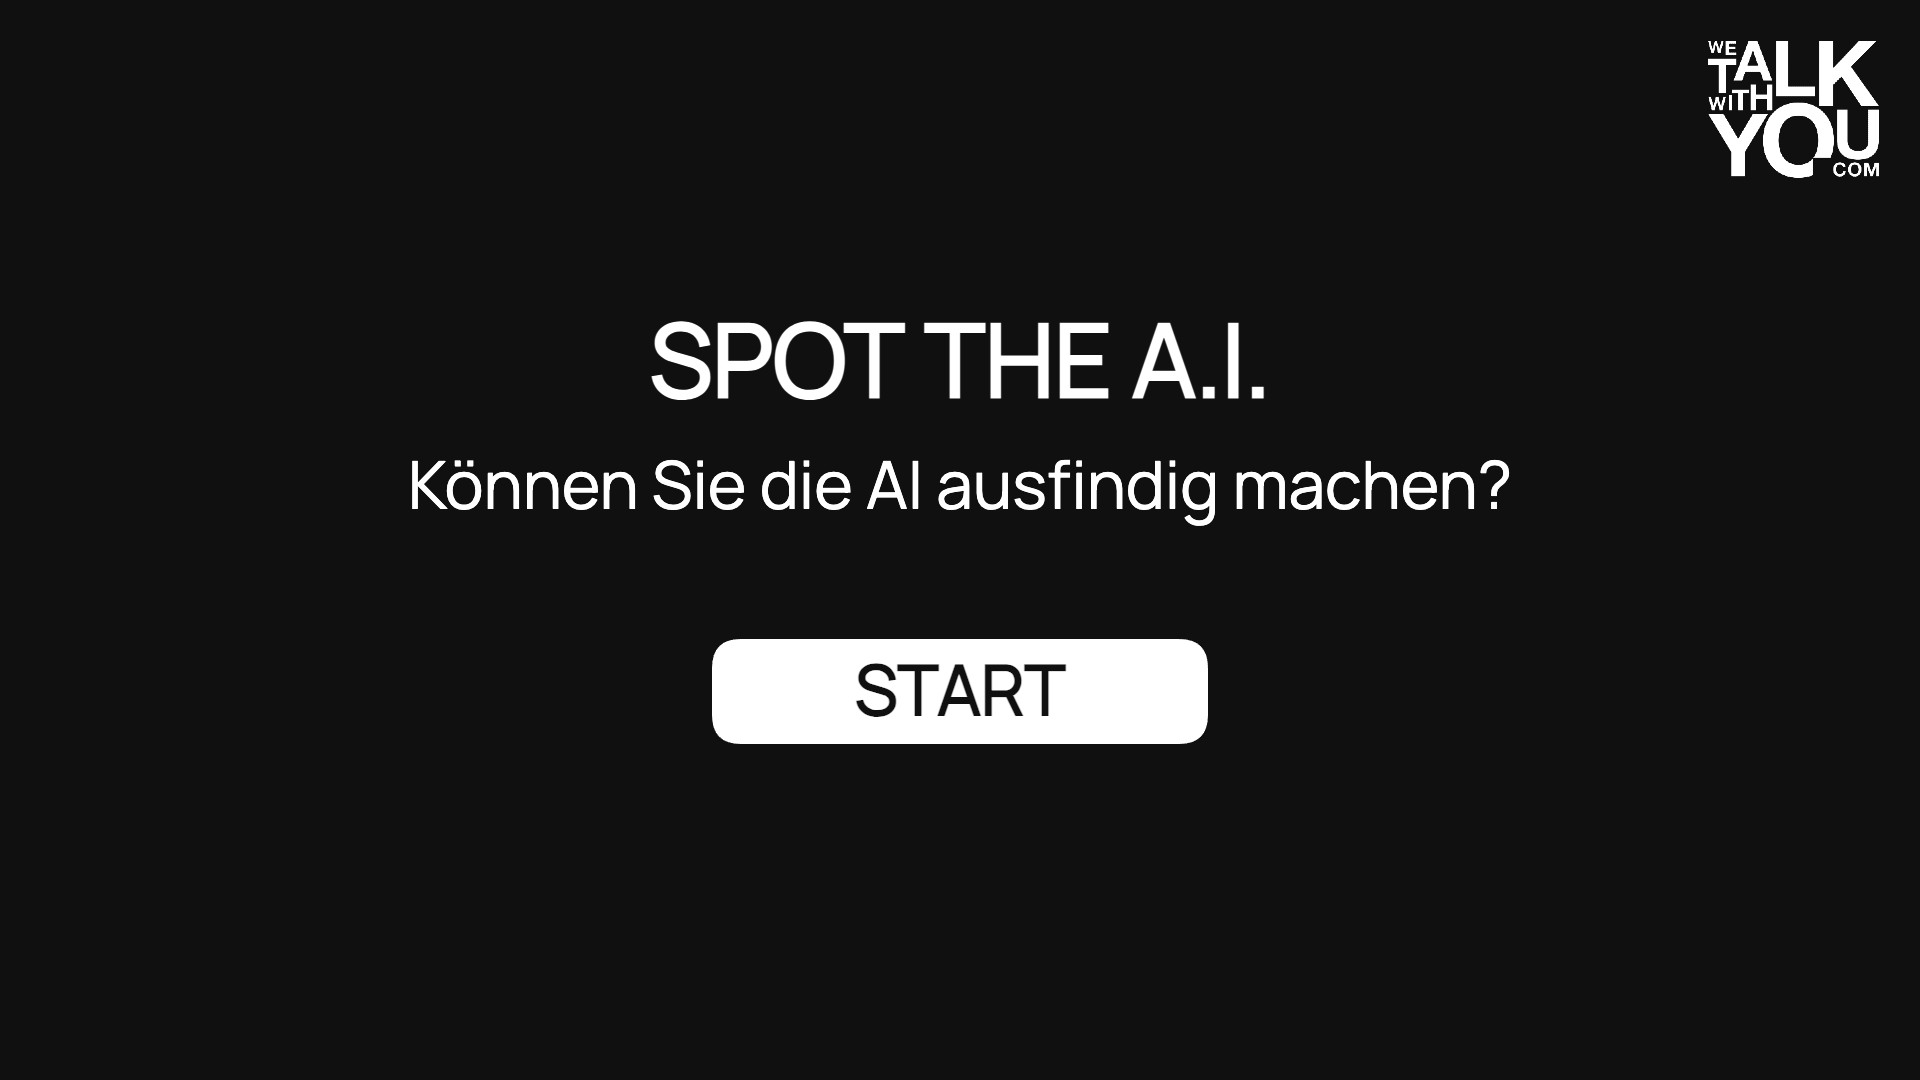 WE
TALK
WITH
YOU
COM
SPOT THE A.I.
Können Sie die AI ausfindig machen?
START